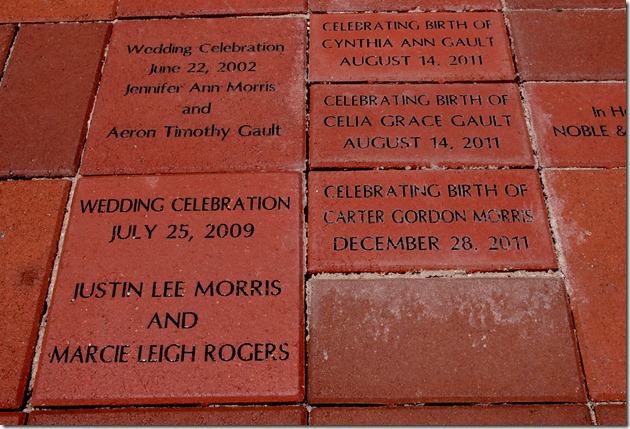 Wedding Celebration
June 22, 2002
Jennifer Ann Morris
and
Aeron Timothy Gault
WEDDING CELEBRATION
JULY 25, 2009
JUSTIN LEE MORRIS
AND
MARCIE LEIGH ROGERS
CELEBRATING BIRTH OF
CYNTHIA ANN GAULT
AUGUST 14, 2011
CELEBRATING BIRTH OF
CELIA GRACE GAULT
AUGUST 14, 2011
CELEBRATING BIRTH OF
CARTER GORDON MORRIS
DECEMBER 28, 2011
In
NOBLE &